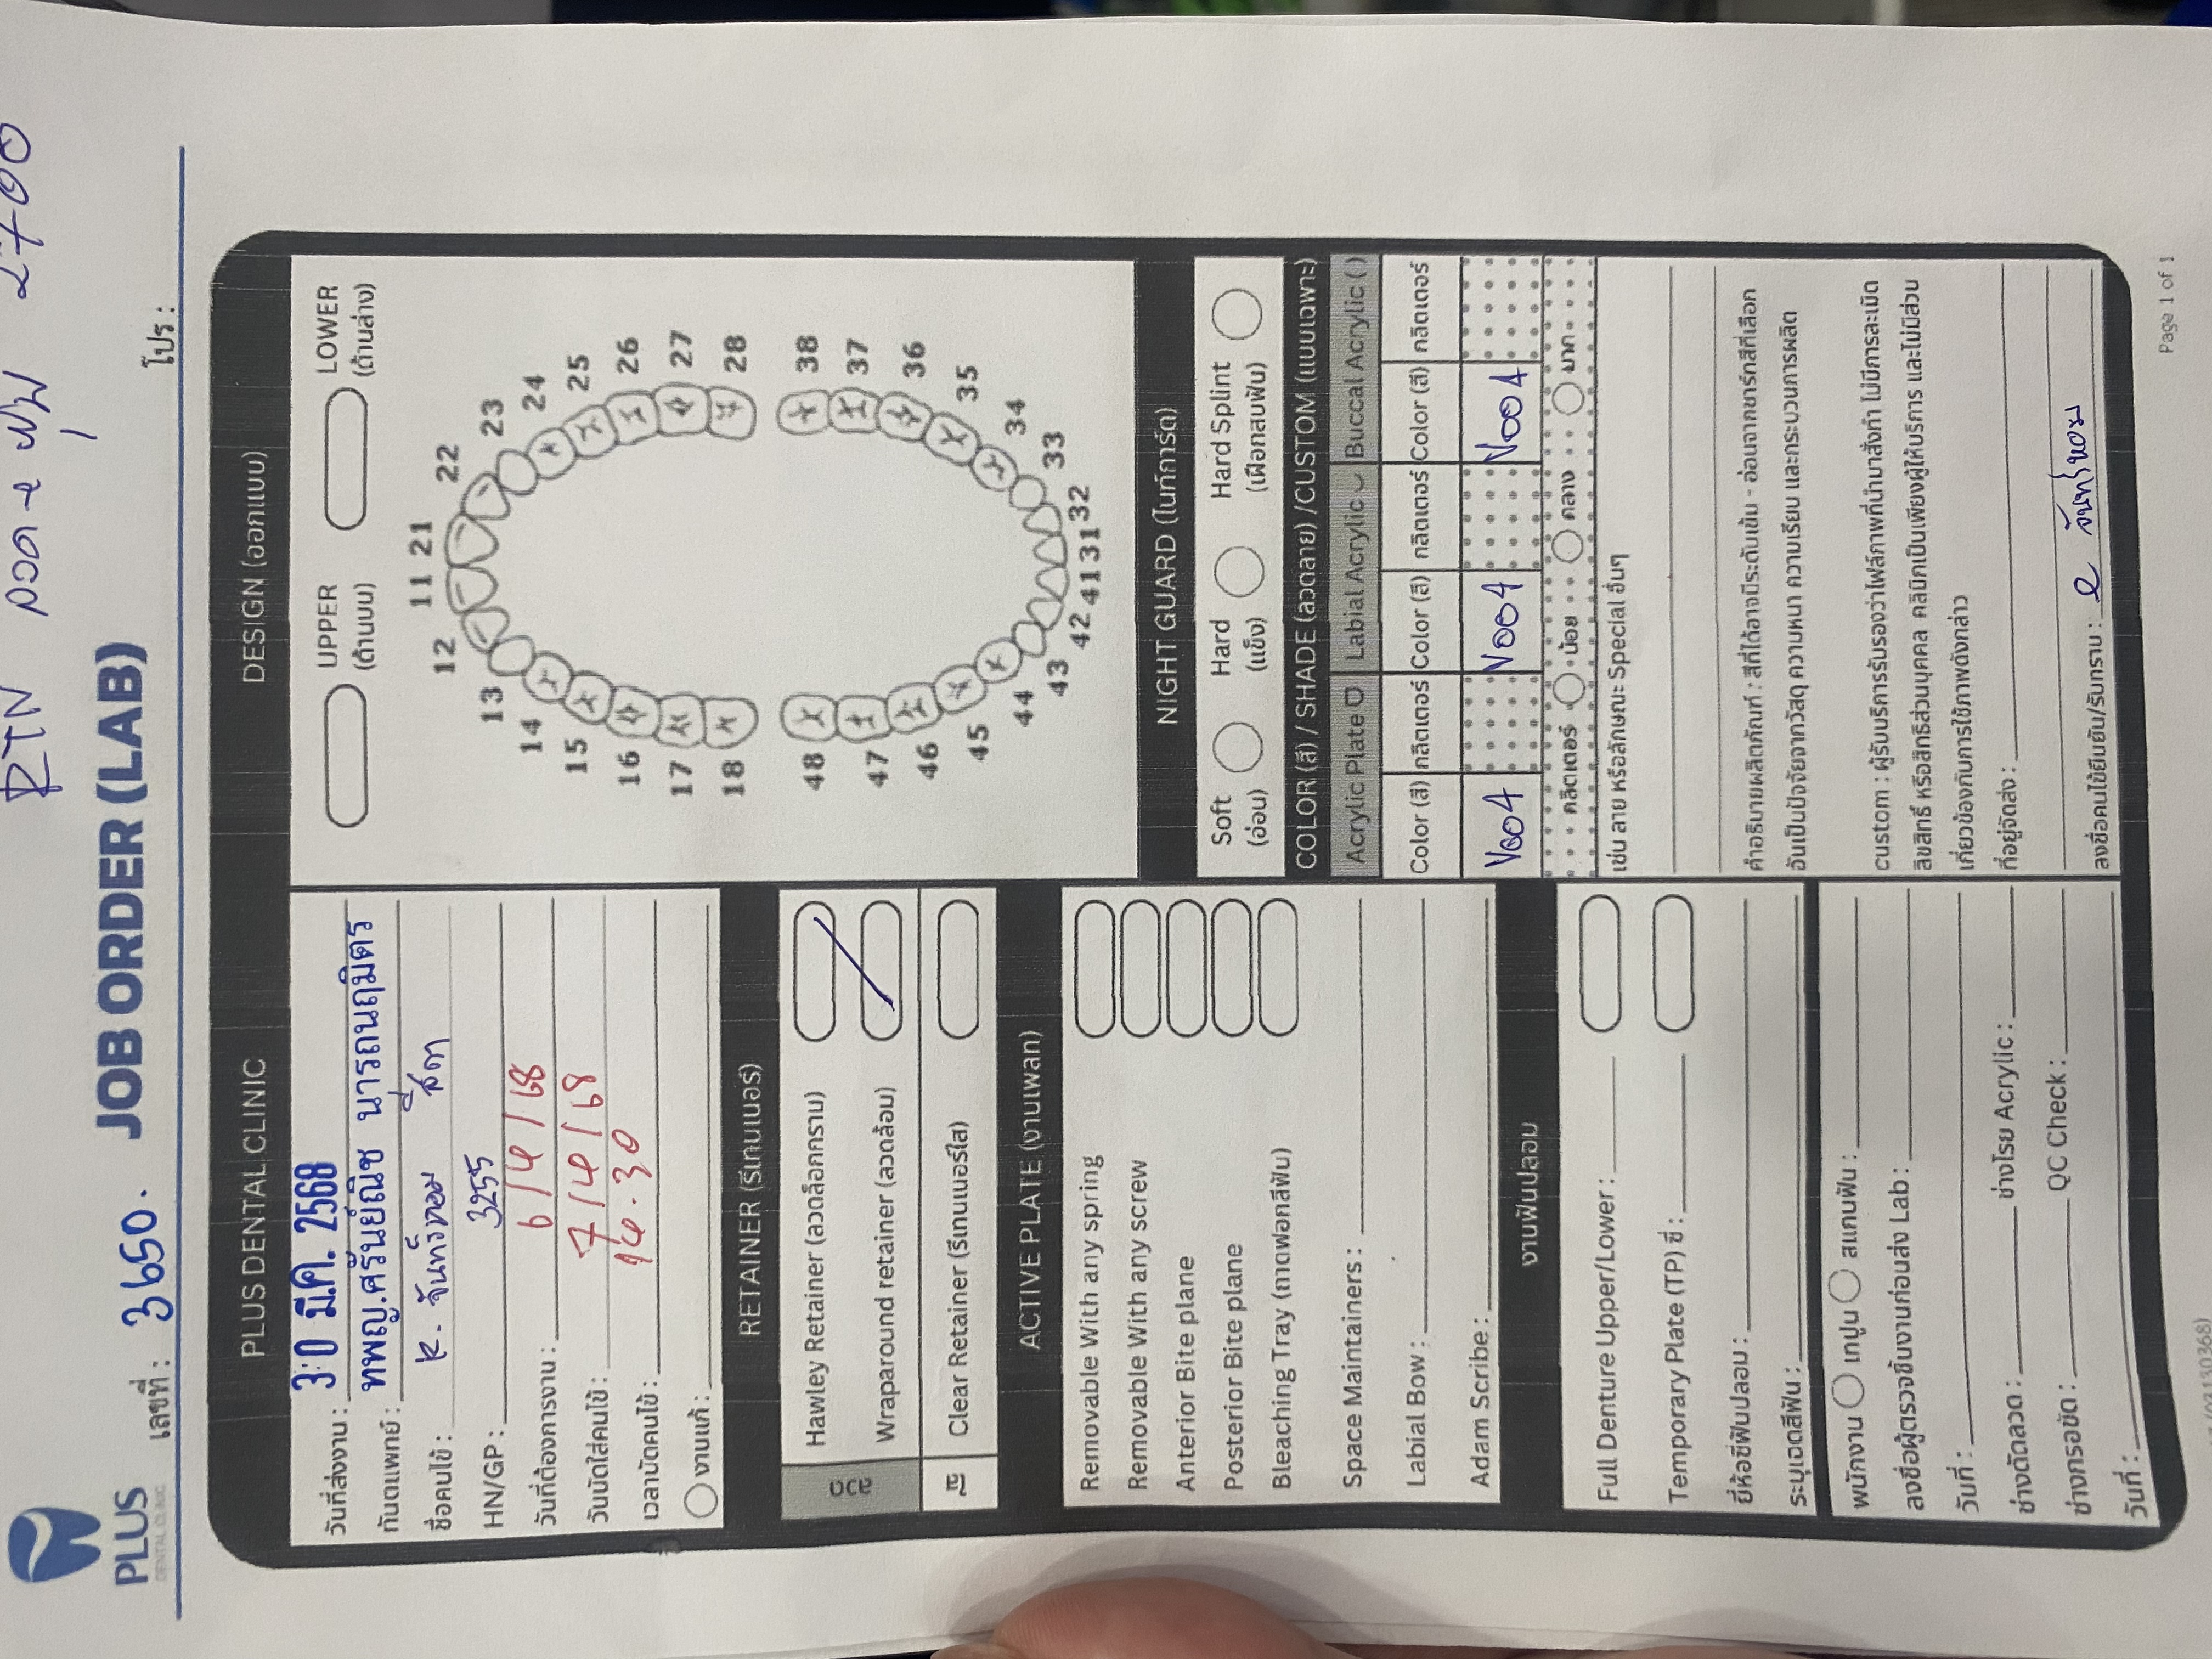 RTN ลวด 2700
PLUS
DENTAL CLINIC
เลขที่ : 3650.
JOB ORDER (LAB)
โปร :
PLUS DENTAL CLINIC
วันที่ส่งงาน : 30 มี.ค. 2568
ทันตแพทย์ : ทพญ.ศรันย์ณิช นารถนฤมิตร
ชื่อคนไข้ : K. จันทร์หอม สีดา
HN/GP : 3255
วันที่ต้องการงาน : 6/4/68
วันนัดใส่คนไข้ : 7/4/68
เวลานัดคนไข้ : 14.30
งานแก้ :
RETAINER (รีเทนเนอร์)
ลวด
Hawley Retainer (ลวดล็อกกราม)
Wraparound retainer (ลวดล้อม)
ใส
Clear Retainer (รีเทนเนอร์ใส)
ACTIVE PLATE (งานเพลท)
Removable With any spring
Removable With any screw
Anterior Bite plane
Posterior Bite plane
Bleaching Tray (ถาดฟอกสีฟัน)
Space Maintainers :
Labial Bow :
Adam Scribe :
งานฟันปลอม
Full Denture Upper/Lower :
Temporary Plate (TP) ซี่ :
ยี่ห้อซี่ฟันปลอม :
ระบุเฉดสีฟัน :
พนักงาน เทปูน สแกนฟัน :
ลงชื่อผู้ตรวจชิ้นงานก่อนส่ง Lab :
วันที่ :
ช่างดัดลวด : ช่างโรย Acrylic :
ช่างกรอขัด : QC Check :
วันที่ :
DESIGN (ออกแบบ)
UPPER LOWER
(ด้านบน) (ด้านล่าง)
11 21
12 22
13 23
14 24
15 25
16 26
17 27
18 28
48 38
47 37
46 36
45 35
44 34
43 33
42 41 31 32
NIGHT GUARD (ไนท์การ์ด)
Soft Hard Hard Splint
(อ่อน) (แข็ง) (เฝือกสบฟัน)
COLOR (สี) / SHADE (ลวดลาย) /CUSTOM (แบบเฉพาะ)
Acrylic Plate Labial Acrylic Buccal Acrylic ( )
Color (สี) กลิตเตอร์ Color (สี) กลิตเตอร์ Color (สี) กลิตเตอร์
V004 V004 V004
กลิตเตอร์ น้อย กลาง มาก
เช่น ลาย หรือลักษณะ Special อื่นๆ
คำอธิบายผลิตภัณฑ์ : สีที่ได้อาจมีระดับเข้ม - อ่อนจากชาร์ทสีที่เลือก
อันเป็นปัจจัยจากวัสดุ ความหนา ความเรียบ และกระบวนการผลิต
custom : ผู้รับบริการรับรองว่าไฟล์ภาพที่นำมาสั่งทำ ไม่มีการละเมิด
ลิขสิทธิ์ หรือสิทธิส่วนบุคคล คลินิกเป็นเพียงผู้ให้บริการ และไม่มีส่วน
เกี่ยวข้องกับการใช้ภาพดังกล่าว
ที่อยู่จัดส่ง :
ลงชื่อคนไข้ยืนยัน/รับทราบ : จันทร์หอม
Page 1 of 1
(03130368)